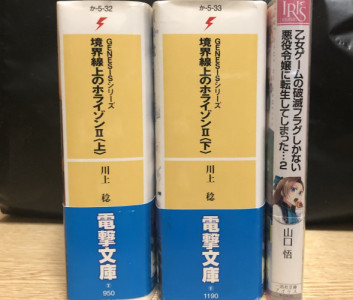 か-5-32
GENESISシリーズ
境界線上のホライゾンⅡ〈上〉
川上 稔
電撃文庫
950
か-5-33
GENESISシリーズ
境界線上のホライゾンⅡ〈下〉
川上 稔
電撃文庫
1190
IRIS
乙女ゲームの破滅フラグしかない
悪役令嬢に転生してしまった…2
山口 悟